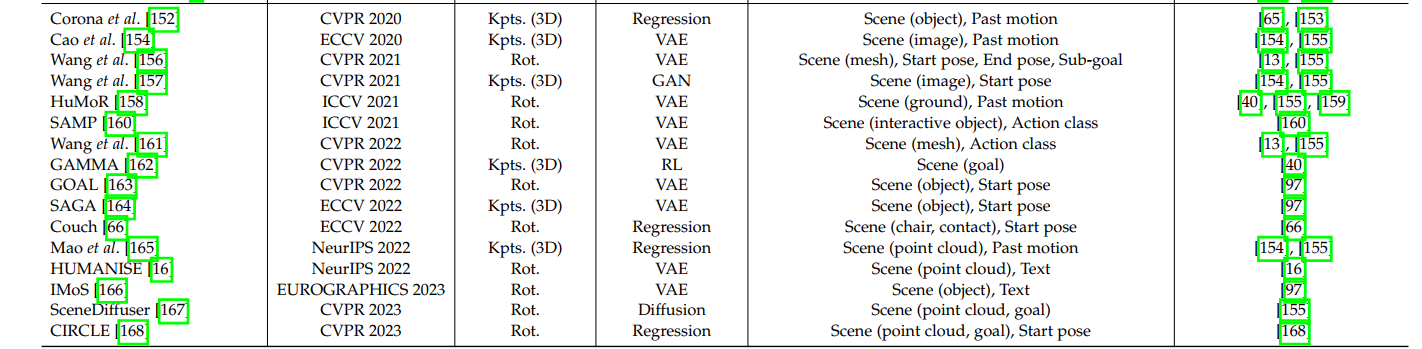 Corona et al. [152] CVPR 2020 Kpts. (3D) Regression Scene (object), Past motion [65], [153]
Cao et al. [154] ECCV 2020 Kpts. (3D) VAE Scene (image), Past motion [154], [155]
Wang et al. [156] CVPR 2021 Rot. VAE Scene (mesh), Start pose, End pose, Sub-goal [13], [155]
Wang et al. [157] CVPR 2021 Kpts. (3D) GAN Scene (image), Start pose [154], [155]
HuMoR [158] ICCV 2021 Rot. VAE Scene (ground), Past motion [40], [155], [159]
SAMP [160] ICCV 2021 Rot. VAE Scene (interactive object), Action class [160]
Wang et al. [161] CVPR 2022 Rot. VAE Scene (mesh), Action class [13], [155]
GAMMA [162] CVPR 2022 Kpts. (3D) RL Scene (goal) [40]
GOAL [163] CVPR 2022 Rot. VAE Scene (object), Start pose [97]
SAGA [164] ECCV 2022 Kpts. (3D) VAE Scene (object), Start pose [97]
Couch [66] ECCV 2022 Rot. Regression Scene (chair, contact), Start pose [66]
Mao et al. [165] NeurIPS 2022 Kpts. (3D) Regression Scene (point cloud), Past motion [154], [155]
HUMANISE [16] NeurIPS 2022 Rot. VAE Scene (point cloud), Text [16]
IMoS [166] EUROGRAPHICS 2023 Rot. VAE Scene (object), Text [97]
SceneDiffuser [167] CVPR 2023 Rot. Diffusion Scene (point cloud, goal) [155]
CIRCLE [168] CVPR 2023 Rot. Regression Scene (point cloud, goal), Start pose [168]